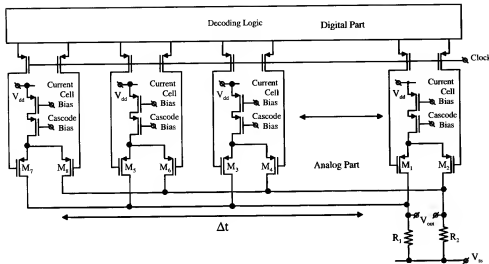 Decoding Logic
Digital Part
Clock
Current
Cell
Bias
Cascode
Bias
V_dd
M_7
M_8
Current
Cell
Bias
Cascode
Bias
V_dd
M_5
M_6
Current
Cell
Bias
Cascode
Bias
V_dd
M_3
M_4
Current
Cell
Bias
Cascode
Bias
V_dd
M_1
M_2
Analog Part
Δt
V_out
R_1
R_2
V_ss